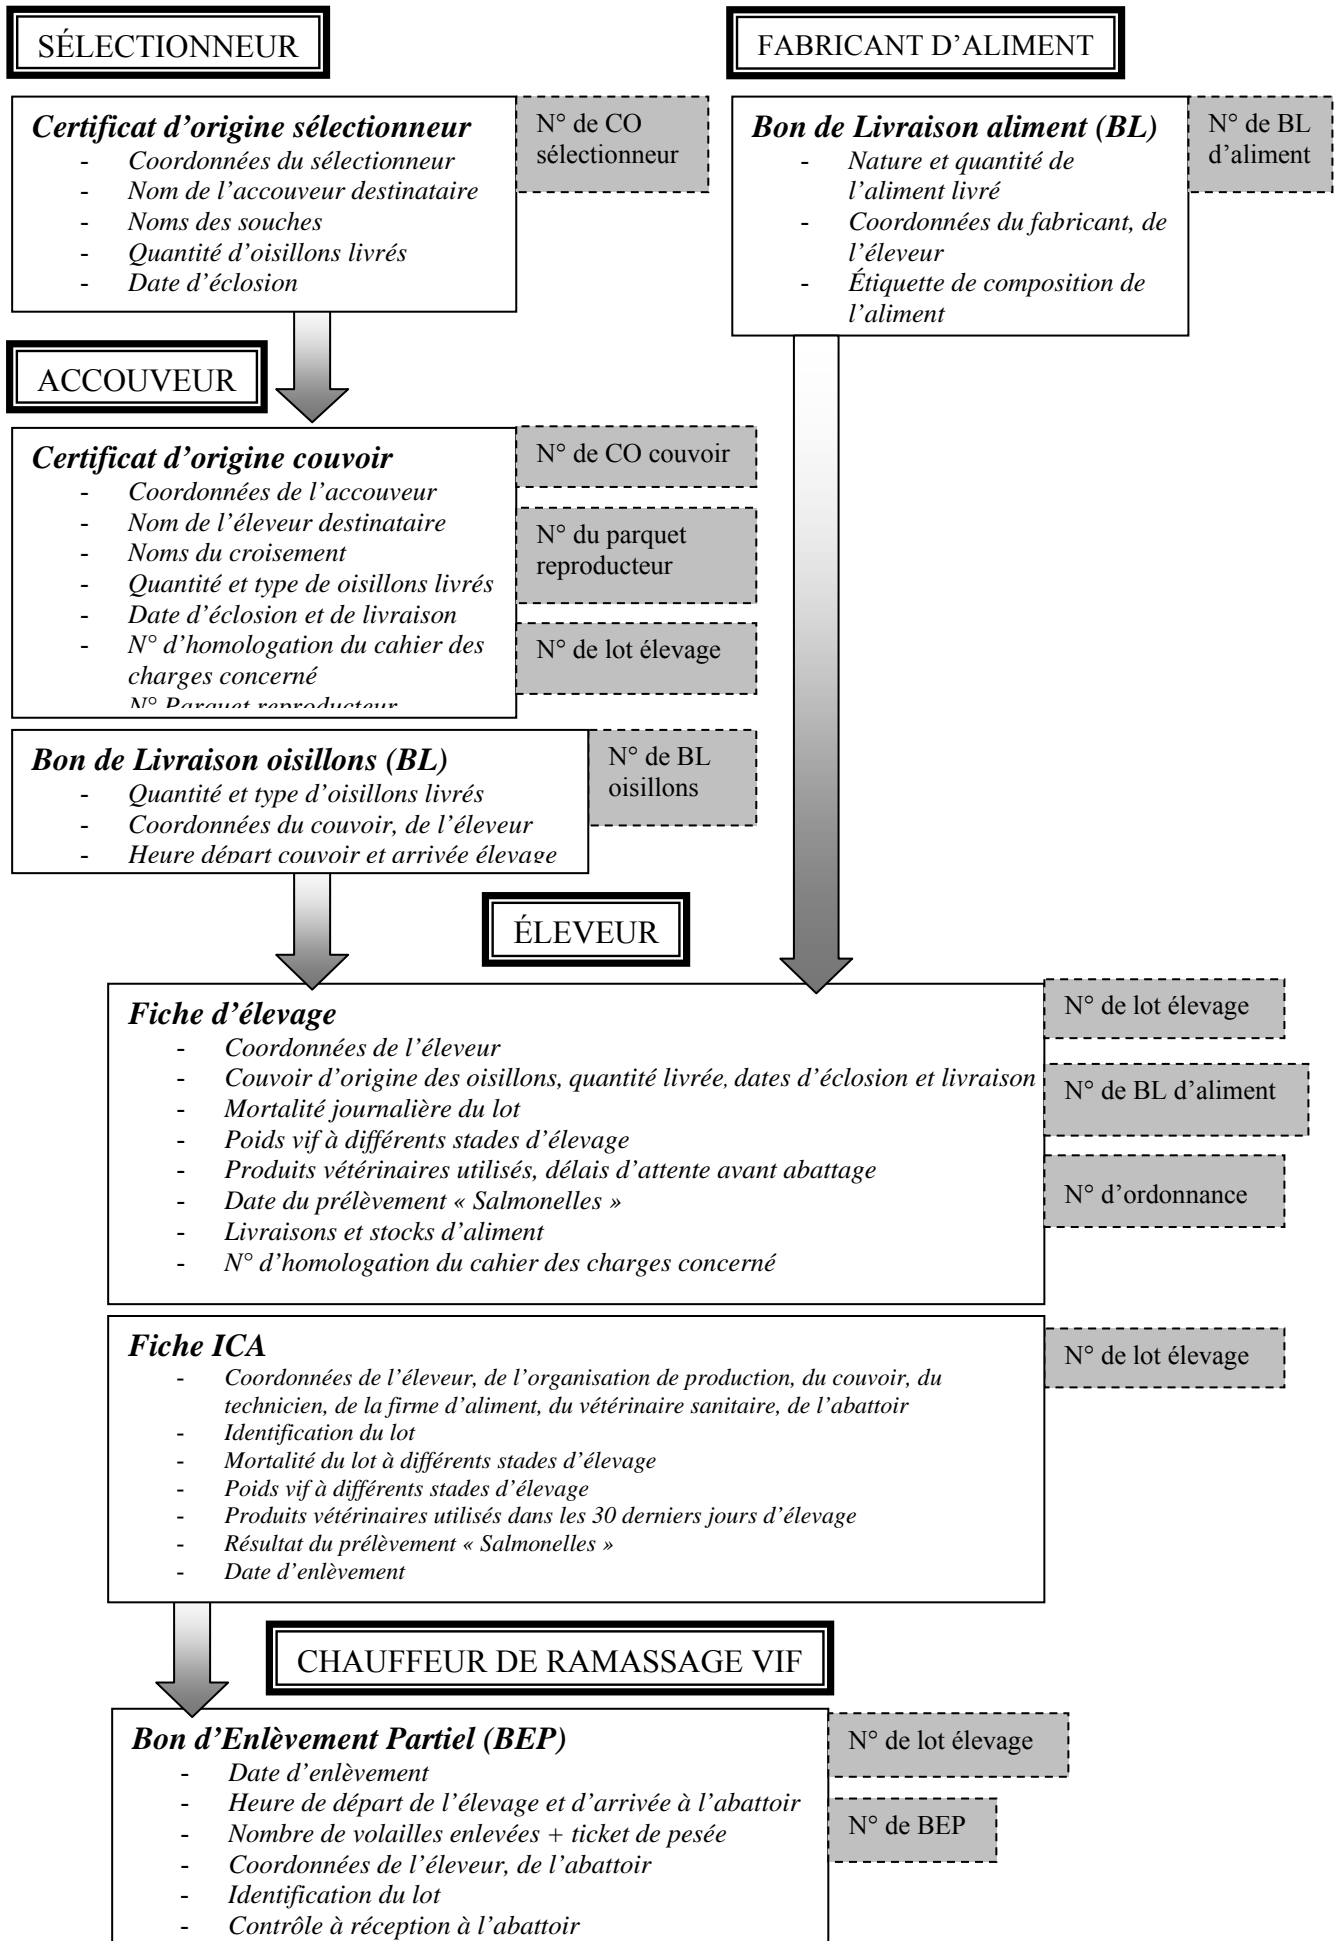 SÉLECTIONNEUR
FABRICANT D’ALIMENT
Certificat d’origine sélectionneur
- Coordonnées du sélectionneur
- Nom de l’accouveur destinataire
- Noms des souches
- Quantité d’oisillons livrés
- Date d’éclosion
N° de CO
sélectionneur
Bon de Livraison aliment (BL)
- Nature et quantité de
l’aliment livré
- Coordonnées du fabricant, de
l’éleveur
- Étiquette de composition de
l’aliment
N° de BL
d’aliment
ACCOUVEUR
Certificat d’origine couvoir
- Coordonnées de l’accouveur
- Nom de l’éleveur destinataire
- Noms du croisement
- Quantité et type de oisillons livrés
- Date d’éclosion et de livraison
- N° d’homologation du cahier des
charges concerné
N° Parquet reproducteur
N° de CO couvoir
N° du parquet
reproducteur
N° de lot élevage
Bon de Livraison oisillons (BL)
- Quantité et type d’oisillons livrés
- Coordonnées du couvoir, de l’éleveur
- Heure départ couvoir et arrivée élevage
N° de BL
oisillons
ÉLEVEUR
Fiche d’élevage
- Coordonnées de l’éleveur
- Couvoir d’origine des oisillons, quantité livrée, dates d’éclosion et livraison
- Mortalité journalière du lot
- Poids vif à différents stades d’élevage
- Produits vétérinaires utilisés, délais d’attente avant abattage
- Date du prélèvement « Salmonelles »
- Livraisons et stocks d’aliment
- N° d’homologation du cahier des charges concerné
N° de lot élevage
N° de BL d’aliment
N° d’ordonnance
Fiche ICA
- Coordonnées de l’éleveur, de l’organisation de production, du couvoir, du
technicien, de la firme d’aliment, du vétérinaire sanitaire, de l’abattoir
- Identification du lot
- Mortalité du lot à différents stades d’élevage
- Poids vif à différents stades d’élevage
- Produits vétérinaires utilisés dans les 30 derniers jours d’élevage
- Résultat du prélèvement « Salmonelles »
- Date d’enlèvement
N° de lot élevage
CHAUFFEUR DE RAMASSAGE VIF
Bon d’Enlèvement Partiel (BEP)
- Date d’enlèvement
- Heure de départ de l’élevage et d’arrivée à l’abattoir
- Nombre de volailles enlevées + ticket de pesée
- Coordonnées de l’éleveur, de l’abattoir
- Identification du lot
- Contrôle à réception à l’abattoir
N° de lot élevage
N° de BEP